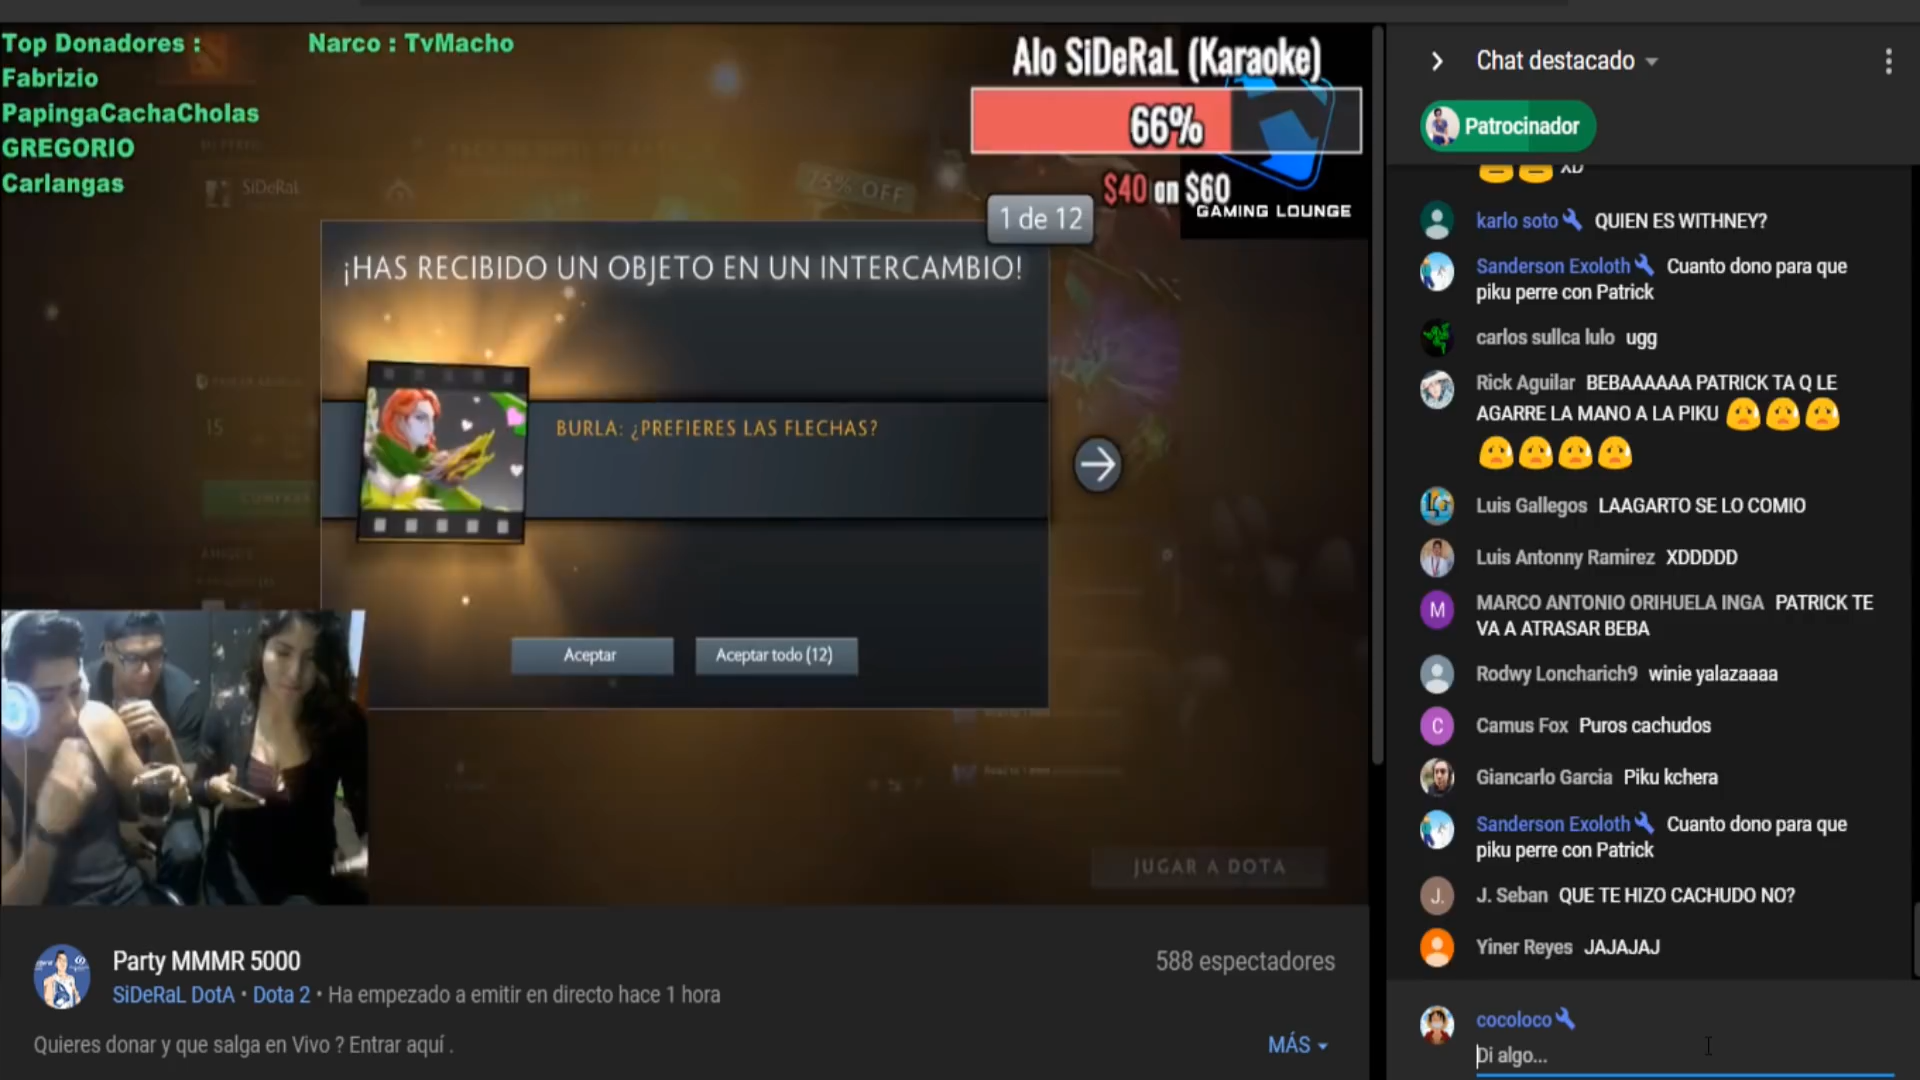 Top Donadores :
Narco : TvMacho
Fabrizio
PapingaCachaCholas
GREGORIO
Carlangas
SiDeRaL
75% OFF
15
Alo SiDeRaL (Karaoke)
66%
$40 an $60
GAMING LOUNGE
1 de 12
¡HAS RECIBIDO UN OBJETO EN UN INTERCAMBIO!
BURLA: ¿PREFIERES LAS FLECHAS?
Aceptar
Aceptar todo (12)
JUGAR A DOTA
Party MMMR 5000
588 espectadores
SiDeRaL DotA • Dota 2 • Ha empezado a emitir en directo hace 1 hora
Quieres donar y que salga en Vivo ? Entrar aquí .
MÁS
Chat destacado
Patrocinador
XD
karlo soto QUIEN ES WITHNEY?
Sanderson Exoloth Cuanto dono para que
piku perre con Patrick
carlos sullca lulo ugg
Rick Aguilar BEBAAAAAA PATRICK TA Q LE
AGARRE LA MANO A LA PIKU
Luis Gallegos LAAGARTO SE LO COMIO
Luis Antonny Ramirez XDDDDD
M
MARCO ANTONIO ORIHUELA INGA PATRICK TE
VA A ATRASAR BEBA
Rodwy Loncharich9 winie yalazaaaa
C
Camus Fox Puros cachudos
Giancarlo Garcia Piku kchera
Sanderson Exoloth Cuanto dono para que
piku perre con Patrick
J.
J. Seban QUE TE HIZO CACHUDO NO?
Yiner Reyes JAJAJAJ
cocoloco
Di algo...